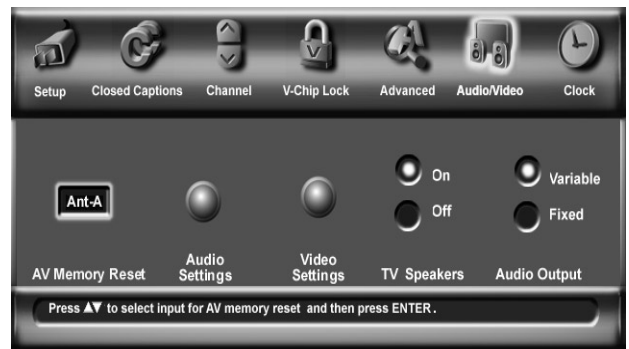 Setup Closed Captions Channel V-Chip Lock Advanced Audio/Video Clock
Ant-A
On
Off
Variable
Fixed
AV Memory Reset
Audio
Settings
Video
Settings
TV Speakers
Audio Output
Press ▲▼ to select input for AV memory reset and then press ENTER.